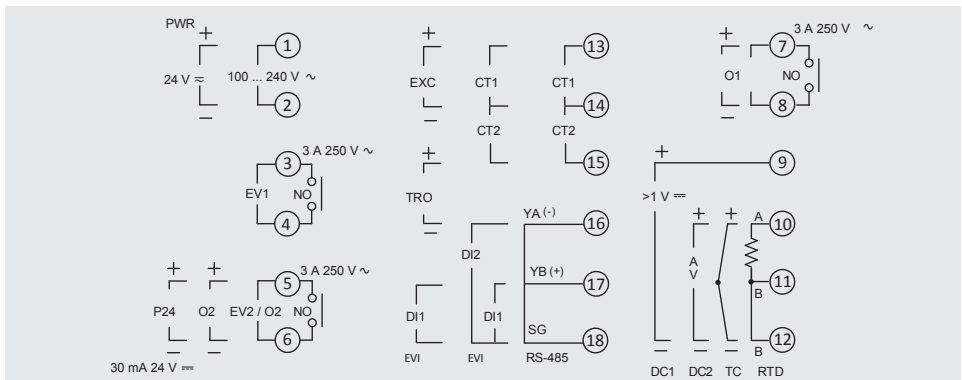 PWR
+
24 V ≂
−
100 ... 240 V ∿
1
2
3 A 250 V ∿
3
EV1
NO
4
+
P24
−
30 mA 24 V ⎓
+
O2
−
3 A 250 V ∿
5
EV2 / O2
NO
6
+
EXC
−
CT1
CT2
CT1
CT2
13
14
15
+
TRO
−
DI1
EVI
DI2
DI1
EVI
YA (-)
16
YB (+)
17
SG
18
RS-485
3 A 250 V ∿
+
O1
−
7
NO
8
+
9
>1 V ⎓
−
DC1
+
A
V
−
DC2
+
−
TC
A
10
11
B
12
B
RTD